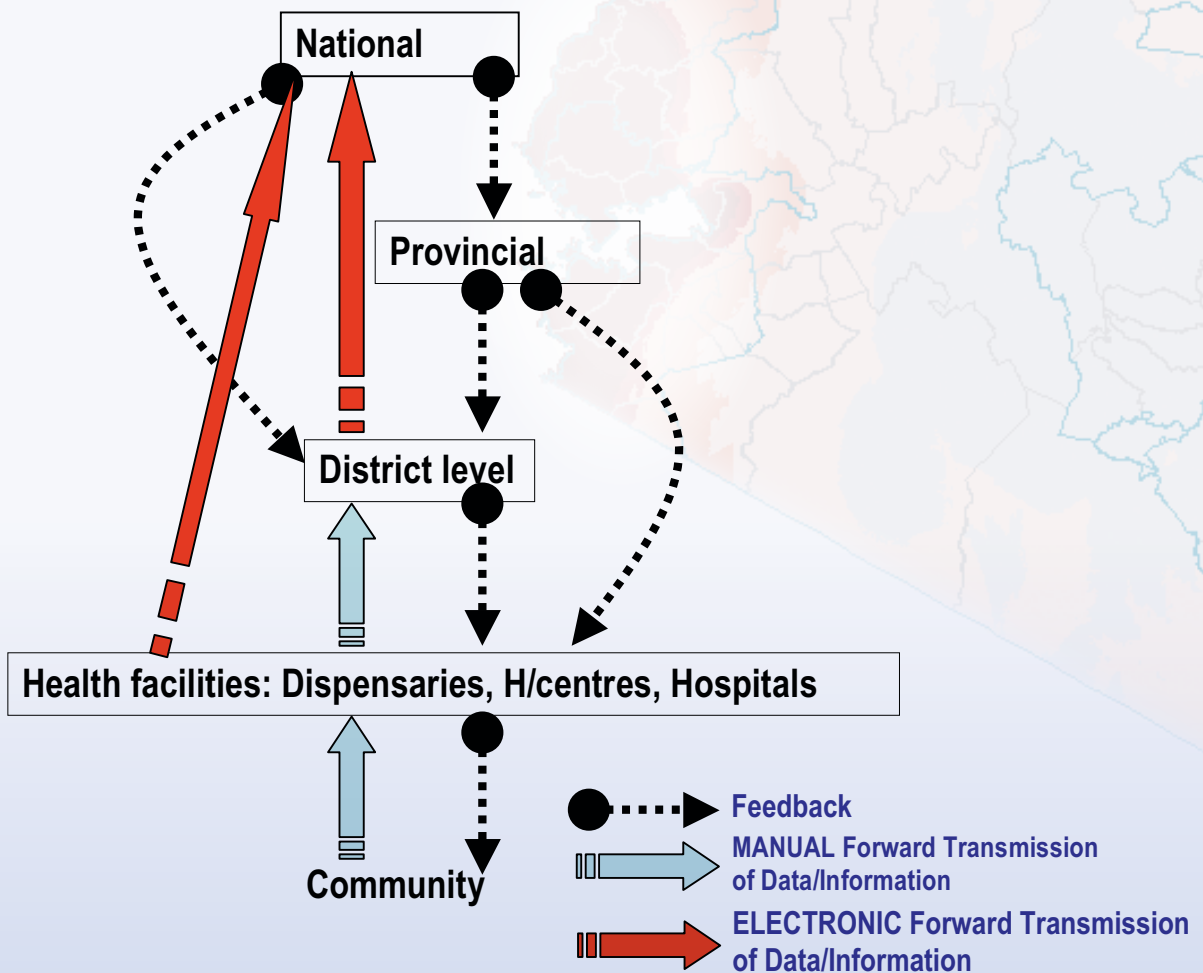 National
Provincial
District level
Health facilities: Dispensaries, H/centres, Hospitals
Community
Feedback
MANUAL Forward Transmission
of Data/Information
ELECTRONIC Forward Transmission
of Data/Information